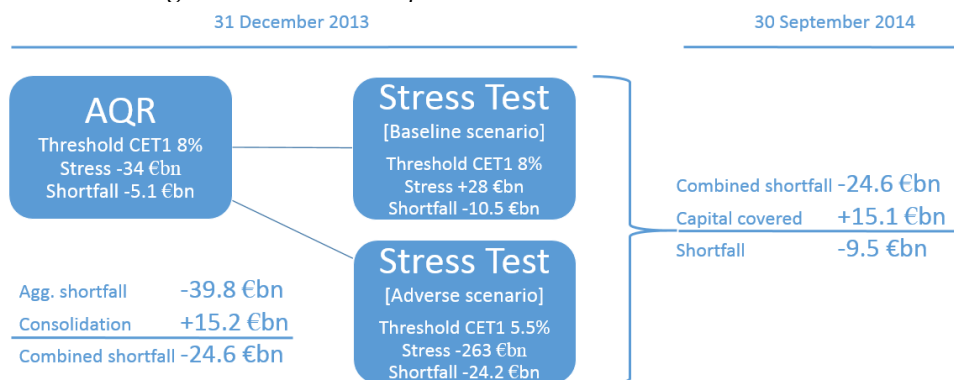 31 December 2013
30 September 2014
AQR
Threshold CET1 8%
Stress -34 €bn
Shortfall -5.1 €bn
Stress Test
[Baseline scenario]
Threshold CET1 8%
Stress +28 €bn
Shortfall -10.5 €bn
Stress Test
[Adverse scenario]
Threshold CET1 5.5%
Stress -263 €bn
Shortfall -24.2 €bn
Agg. shortfall -39.8 €bn
Consolidation +15.2 €bn
Combined shortfall -24.6 €bn
Combined shortfall -24.6 €bn
Capital covered +15.1 €bn
Shortfall -9.5 €bn